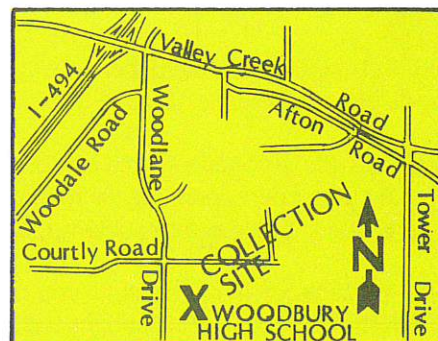 Valley Creek Road
I-494
Afton Road
Woodale Road
Woodlane Drive
COLLECTION
SITE
Courtly Road
N
Tower Drive
X WOODBURY
HIGH SCHOOL